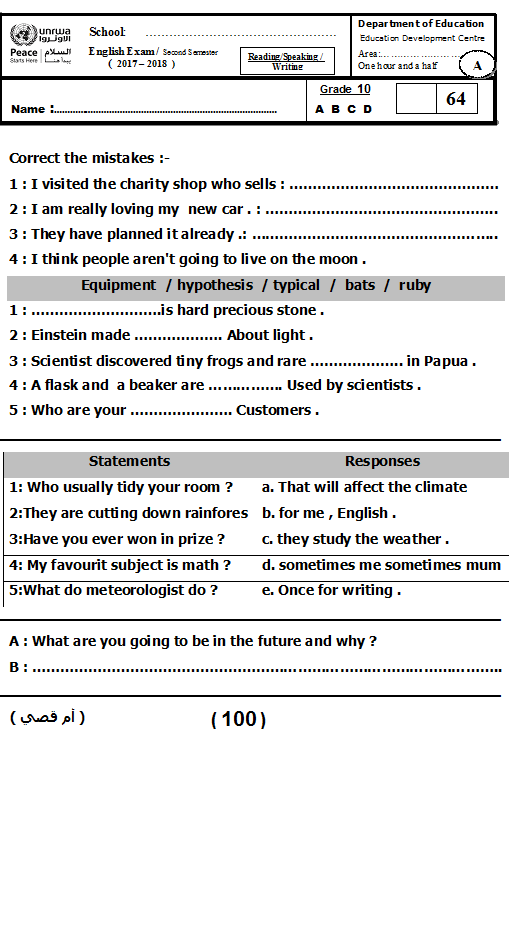 unrwa
الأونروا
Peace السلام
Starts Here يبدأ هنا
School: ........................................................
English Exam / Second Semester
( 2017 – 2018 )
Reading/Speaking /
Writing
Department of Education
Education Development Centre
Area:........................
One hour and a half
A
Name :..........................................................................
Grade 10
A B C D
64
Correct the mistakes :-
1 : I visited the charity shop who sells : ..............................................
2 : I am really loving my new car . : ...................................................
3 : They have planned it already .: ......................................................
4 : I think people aren't going to live on the moon .
Equipment / hypothesis / typical / bats / ruby
1 : ............................is hard precious stone .
2 : Einstein made ................... About light .
3 : Scientist discovered tiny frogs and rare .................... in Papua .
4 : A flask and a beaker are ................ Used by scientists .
5 : Who are your ...................... Customers .
Statements Responses
1: Who usually tidy your room ? a. That will affect the climate
2:They are cutting down rainfores b. for me , English .
3:Have you ever won in prize ? c. they study the weather .
4: My favourit subject is math ? d. sometimes me sometimes mum
5:What do meteorologist do ? e. Once for writing .
A : What are you going to be in the future and why ?
B : ......................................................................................................
( أم قصي ) ( 100 )